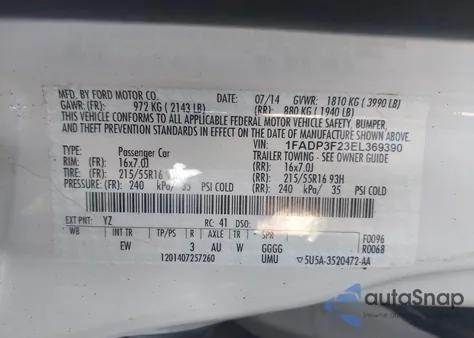 MFD. BY FORD MOTOR CO. DATE: 07/14 GVWR: 1810 KG ( 3990 LB)
GAWR: (FR): 972 KG ( 2143 LB) (RR): 880 KG ( 1940 LB)
THIS VEHICLE CONFORMS TO ALL APPLICABLE FEDERAL MOTOR VEHICLE SAFETY, BUMPER,
AND THEFT PREVENTION STANDARDS IN EFFECT ON THE DATE OF MANUFACTURE SHOWN ABOVE.
VIN: 1FADP3F23EL369390
TYPE: Passenger Car TRAILER TOWING - SEE OWNER GUIDE
RIM: (FR): 16x7.0J (RR): 16x7.0J
TIRE: (FR): 215/55R16 (RR): 215/55R16 93H
PRESSURE: (FR): 240 kPa/ 35 PSI COLD (RR): 240 kPa/ 35 PSI COLD
EXT PNT: YZ RC: 41 DSO:
WB INT TR TP/PS R AXLE TR SPR F0096
EW 3 AU W GGGG R0068
1201407257260 UMU ▽5U5A-3520472-AA
autoSnap